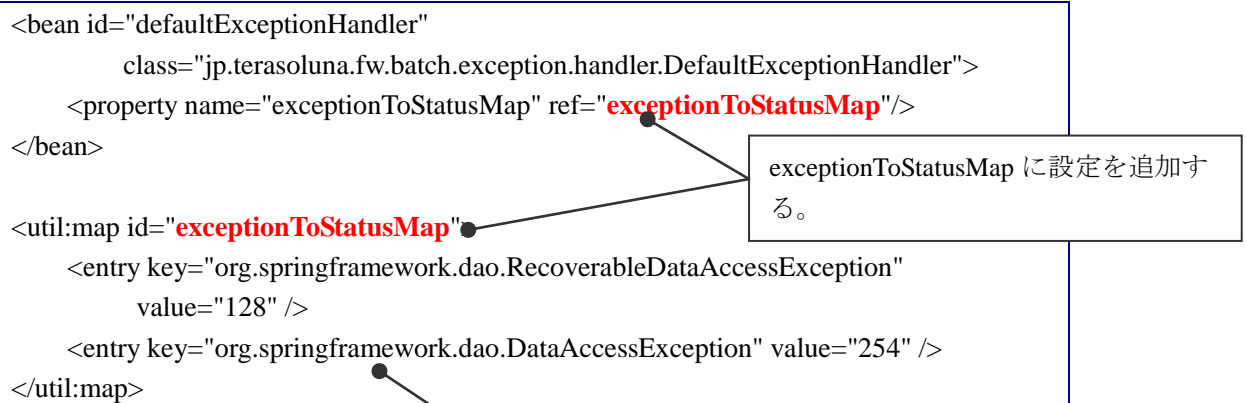 <bean id="defaultExceptionHandler"
class="jp.terasoluna.fw.batch.exception.handler.DefaultExceptionHandler">
<property name="exceptionToStatusMap" ref="exceptionToStatusMap"/>
</bean>
exceptionToStatusMap に設定を追加す
る。
<util:map id="exceptionToStatusMap">
<entry key="org.springframework.dao.RecoverableDataAccessException"
value="128" />
<entry key="org.springframework.dao.DataAccessException" value="254" />
</util:map>